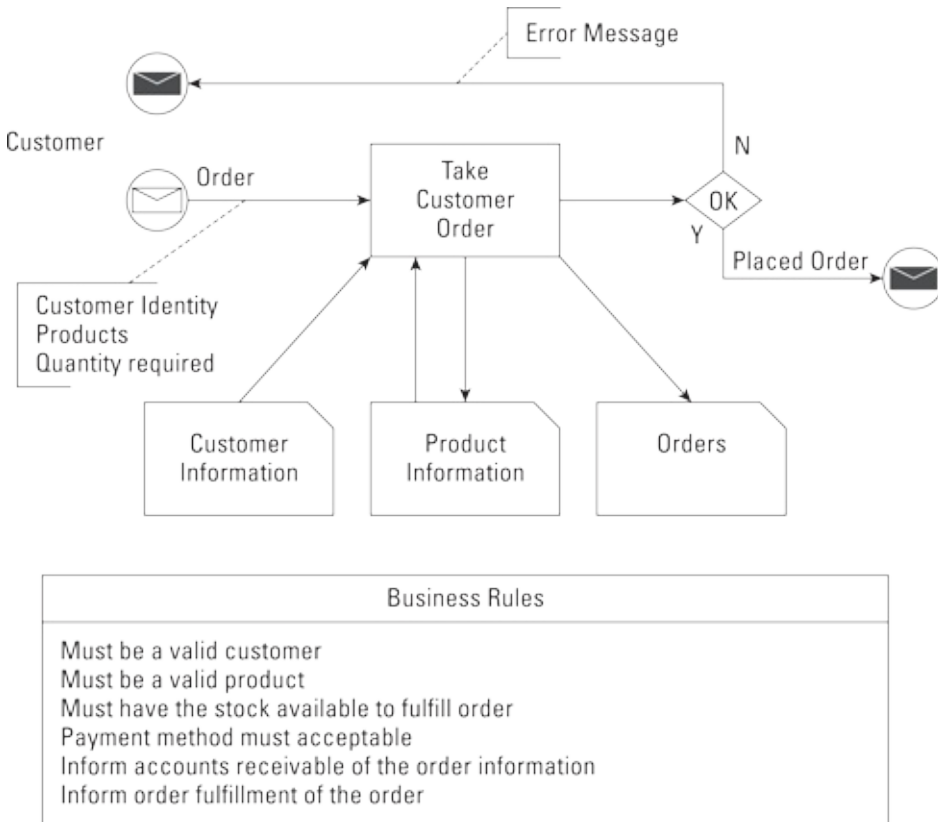 Error Message
Customer
Order
Take
Customer
Order
N
OK
Y
Placed Order
Customer Identity
Products
Quantity required
Customer
Information
Product
Information
Orders
Business Rules
Must be a valid customer
Must be a valid product
Must have the stock available to fulfill order
Payment method must acceptable
Inform accounts receivable of the order information
Inform order fulfillment of the order